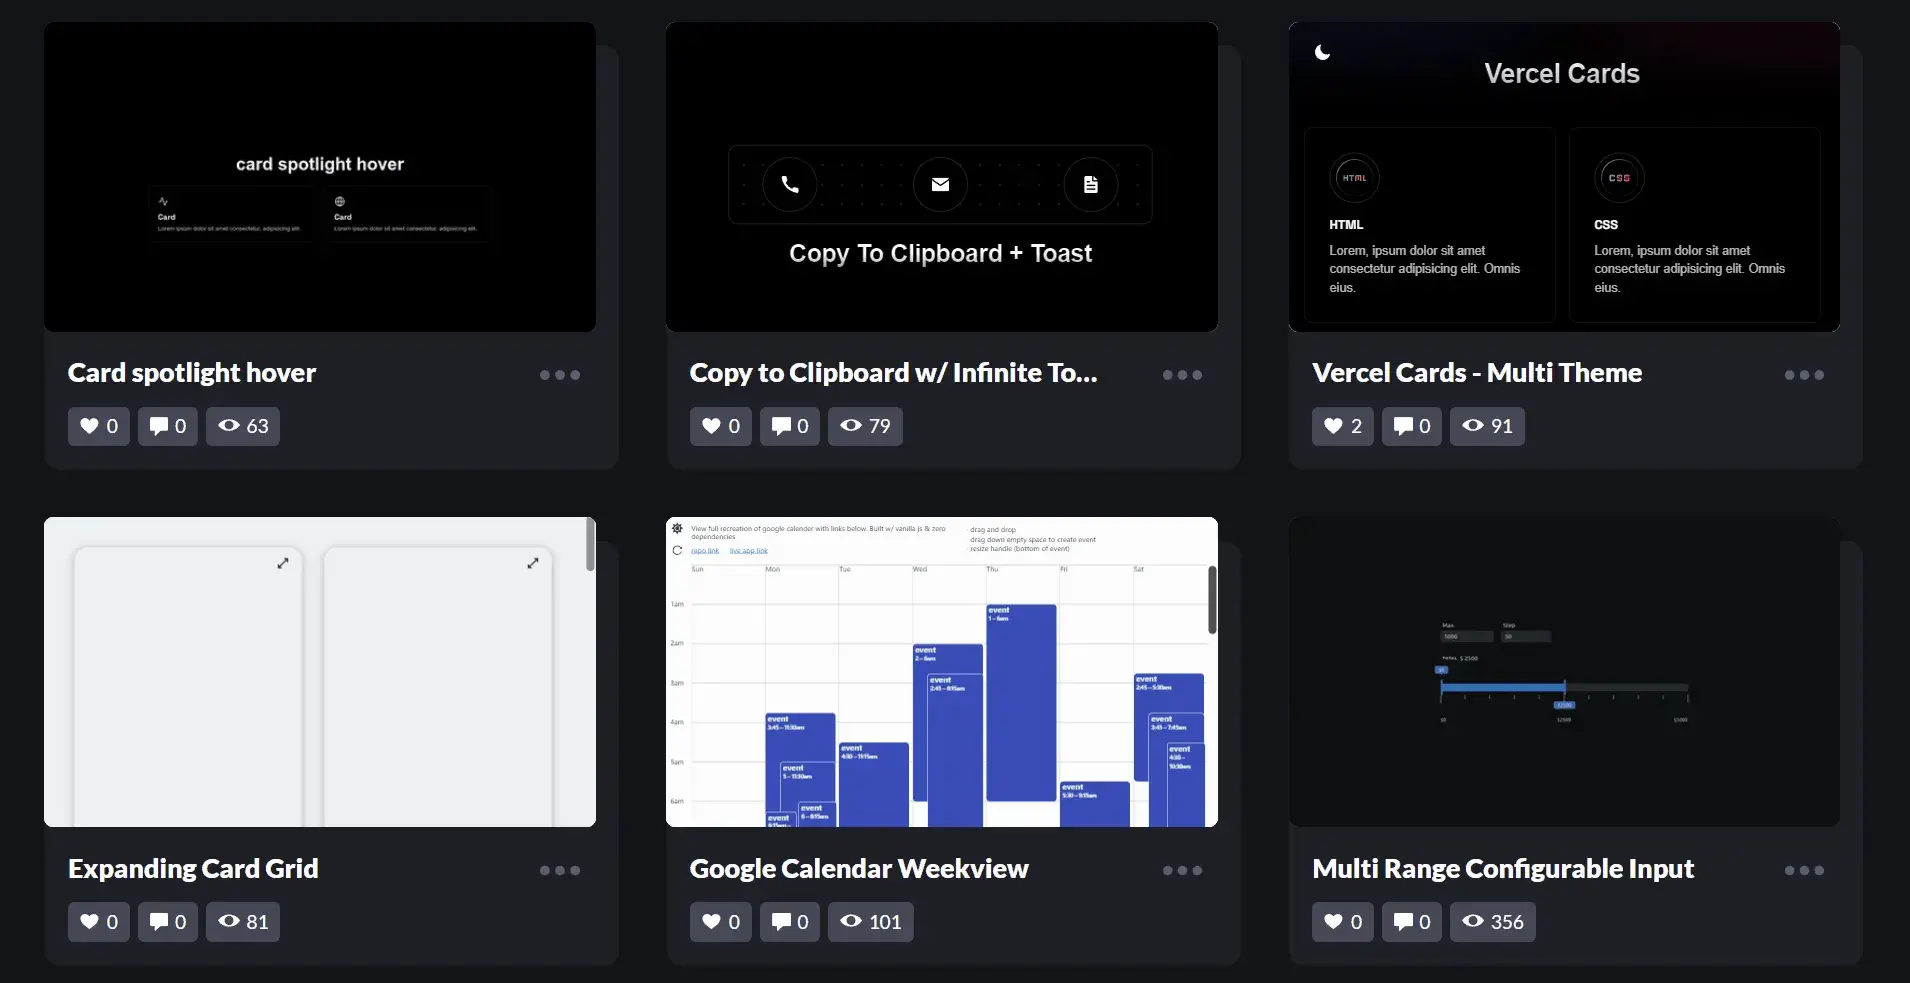 card spotlight hover
Card
Lorem ipsum dolor sit amet consectetur, adipisicing elit.
Card
Lorem ipsum dolor sit amet consectetur, adipisicing elit.
Card spotlight hover
0 0 63
Copy To Clipboard + Toast
Copy to Clipboard w/ Infinite To...
0 0 79
Vercel Cards
HTML
HTML
Lorem, ipsum dolor sit amet
consectetur adipisicing elit. Omnis
eius.
CSS
CSS
Lorem, ipsum dolor sit amet
consectetur adipisicing elit. Omnis
eius.
Vercel Cards - Multi Theme
2 0 91
Expanding Card Grid
0 0 81
View full recreation of google calender with links below. Built w/ vanilla js & zero
dependencies
repo link live app link
drag and drop
drag down empty space to create event
resize handle (bottom of event)
Sun Mon Tue Wed Thu Fri Sat
1am
2am
3am
4am
5am
6am
event
3:45 – 11:30am
event
5 – 11:30am
event
6 – 8:15am
event
event
4:30 – 11:15am
event
2 – 6am
event
2:45 – 8:15am
event
1 – 6am
event
5:30 – 9:15am
event
2:45 – 5:30am
event
3:45 – 7:45am
event
4:30 –
10:30am
Google Calendar Weekview
0 0 101
Max Step
5000 50
TOTAL $ 2500
$0
$2500
$0 $2500 $5000
Multi Range Configurable Input
0 0 356